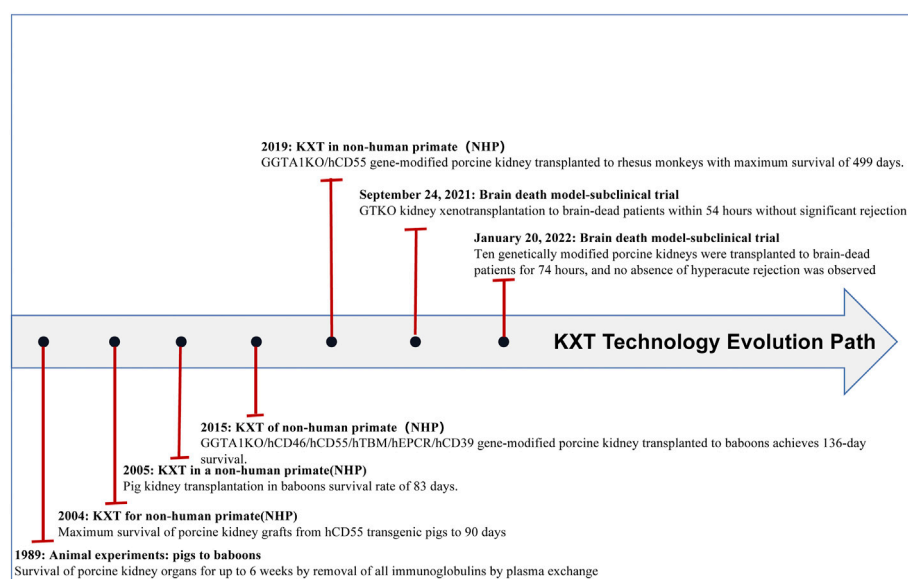 2019: KXT in non-human primate（NHP）
GGTA1KO/hCD55 gene-modified porcine kidney transplanted to rhesus monkeys with maximum survival of 499 days.
September 24, 2021: Brain death model-subclinical trial
GTKO kidney xenotransplantation to brain-dead patients within 54 hours without significant rejection
January 20, 2022: Brain death model-subclinical trial
Ten genetically modified porcine kidneys were transplanted to brain-dead
patients for 74 hours, and no absence of hyperacute rejection was observed
KXT Technology Evolution Path
2015: KXT of non-human primate（NHP）
GGTA1KO/hCD46/hCD55/hTBM/hEPCR/hCD39 gene-modified porcine kidney transplanted to baboons achieves 136-day
survival.
2005: KXT in a non-human primate(NHP)
Pig kidney transplantation in baboons survival rate of 83 days.
2004: KXT for non-human primate(NHP)
Maximum survival of porcine kidney grafts from hCD55 transgenic pigs to 90 days
1989: Animal experiments: pigs to baboons
Survival of porcine kidney organs for up to 6 weeks by removal of all immunoglobulins by plasma exchange